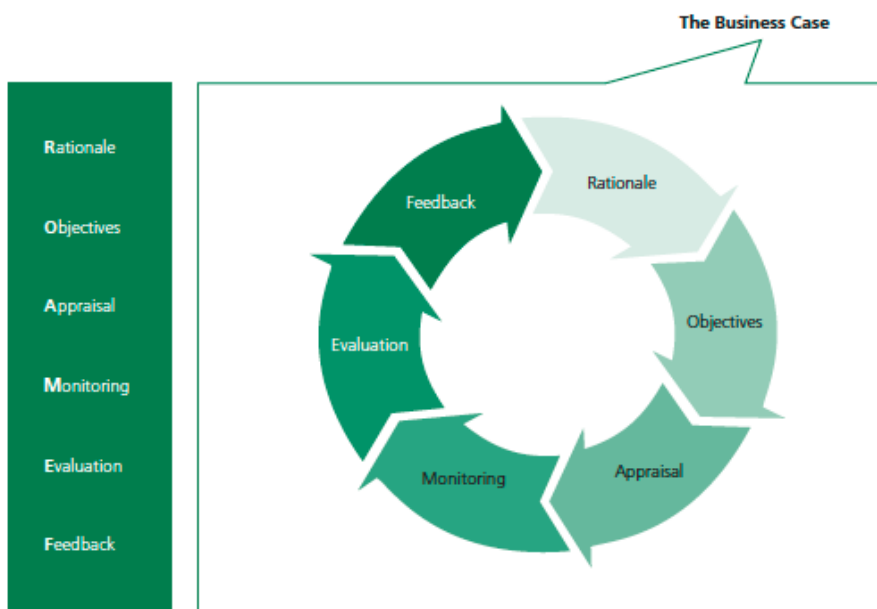 The Business Case
Rationale
Objectives
Appraisal
Monitoring
Evaluation
Feedback
Rationale
Objectives
Appraisal
Monitoring
Evaluation
Feedback